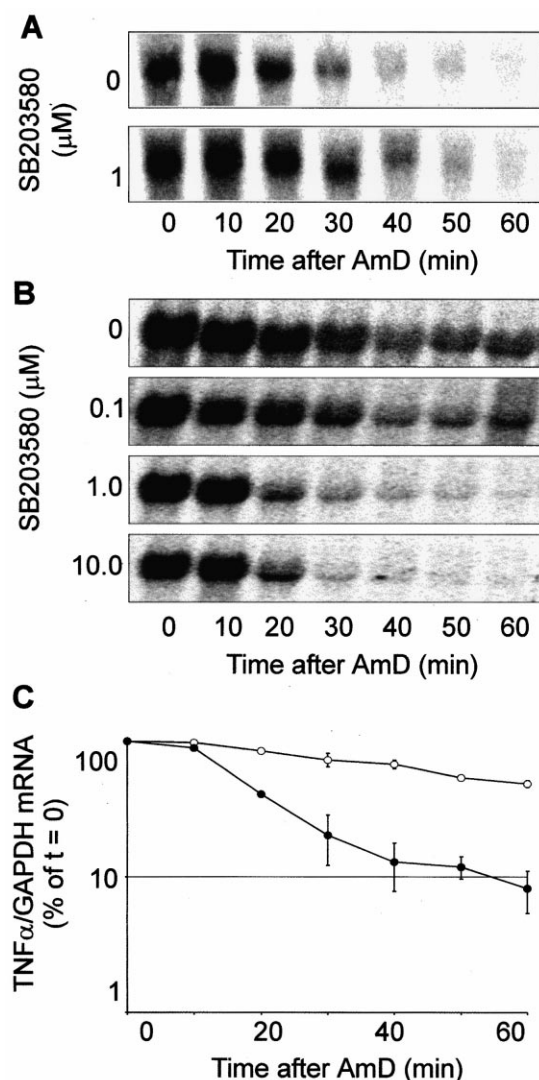 A
SB203580
(μM)
0
1
0 10 20 30 40 50 60
Time after AmD (min)
B
SB203580 (μM)
0
0.1
1.0
10.0
0 10 20 30 40 50 60
Time after AmD (min)
C
TNFα/GAPDH mRNA
(% of t = 0)
100
10
1
0 20 40 60
Time after AmD (min)